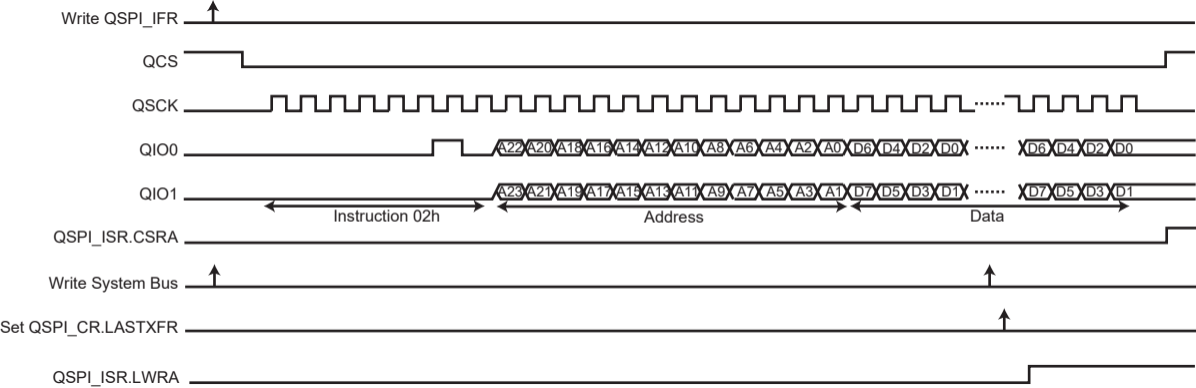 Write QSPI_IFR
QCS
QSCK
QIO0 A22 A20 A18 A16 A14 A12 A10 A8 A6 A4 A2 A0 D6 D4 D2 D0 D6 D4 D2 D0
QIO1 A23 A21 A19 A17 A15 A13 A11 A9 A7 A5 A3 A1 D7 D5 D3 D1 D7 D5 D3 D1
Instruction 02h Address Data
QSPI_ISR.CSRA
Write System Bus
Set QSPI_CR.LASTXFR
QSPI_ISR.LWRA